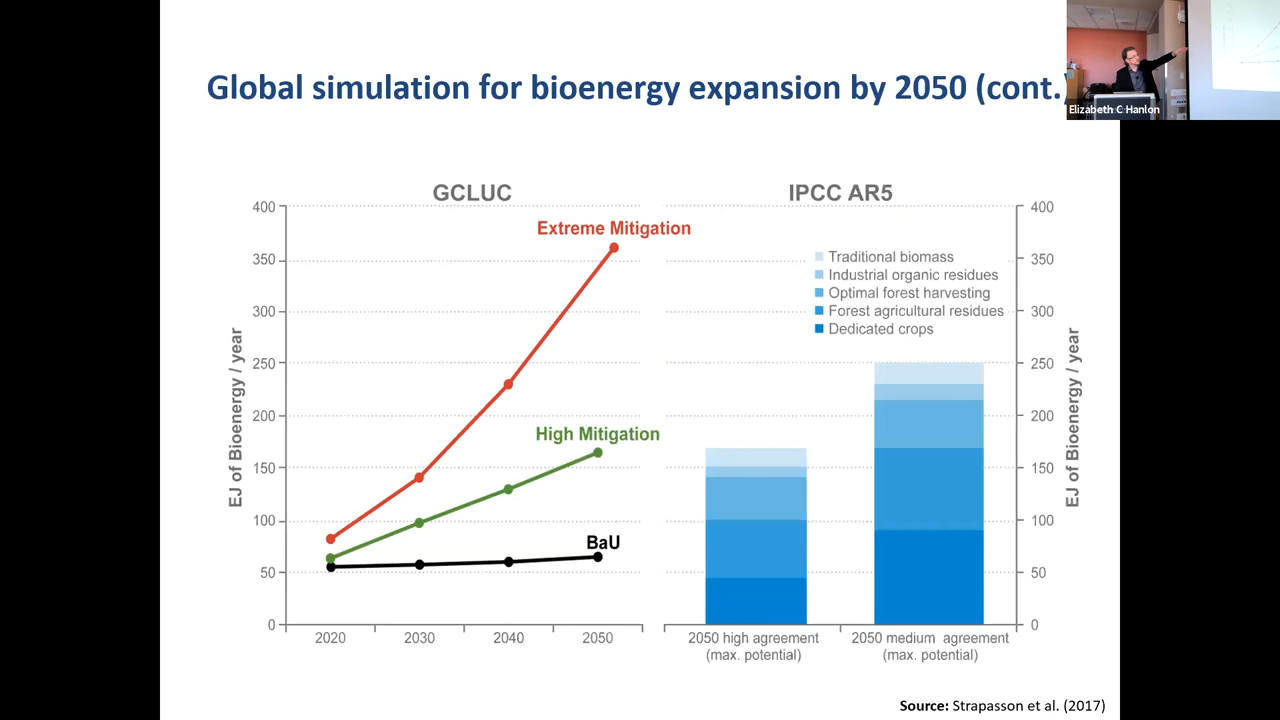 Global simulation for bioenergy expansion by 2050 (cont.)
Elizabeth C Hanlon
GCLUC
IPCC AR5
400
350
300
250
200
150
100
50
0
EJ of Bioenergy / year
Extreme Mitigation
High Mitigation
BaU
2020 2030 2040 2050
Traditional biomass
Industrial organic residues
Optimal forest harvesting
Forest agricultural residues
Dedicated crops
400
350
300
250
200
150
100
50
0
EJ of Bioenergy / year
2050 high agreement
(max. potential)
2050 medium agreement
(max. potential)
Source: Strapasson et al. (2017)